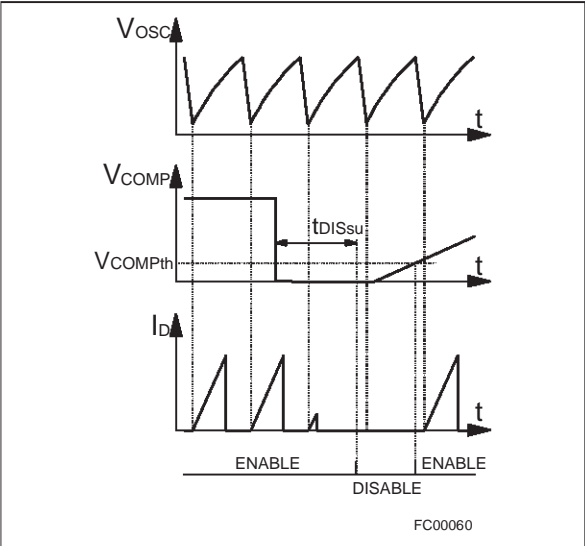 VOSC
t
VCOMP
tDISsu
VCOMPth
t
ID
t
ENABLE
ENABLE
DISABLE
FC00060